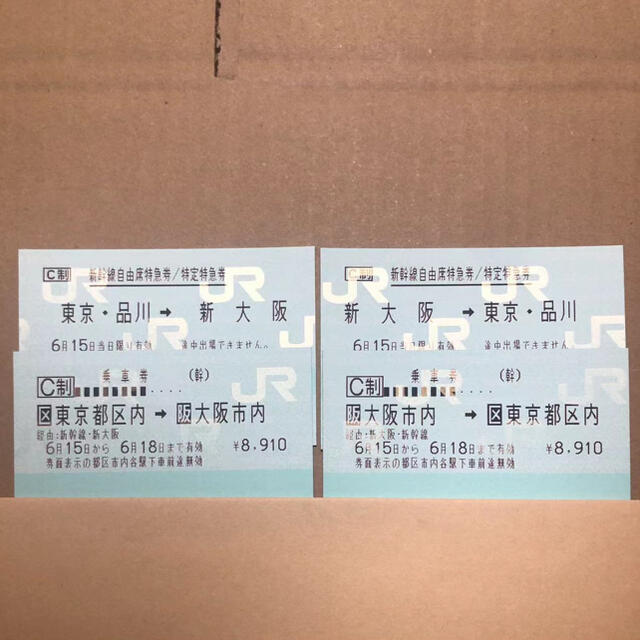 C制 新幹線自由席特急券/特定特急券
東京・品川 → 新大阪
6月15日当日限り有効 途中出場できません。
C制 乗車券 (幹)
区東京都区内 → 阪大阪市内
経由:新幹線・新大阪
6月15日から 6月18日まで有効 ¥8,910
券面表示の都区市内各駅下車前途無効
C制 新幹線自由席特急券/特定特急券
新大阪 → 東京・品川
6月15日当日限り有効 途中出場できません。
C制 乗車券 (幹)
阪大阪市内 → 区東京都区内
経由:新大阪・新幹線
6月15日から 6月18日まで有効 ¥8,910
券面表示の都区市内各駅下車前途無効
JR
JR
JR
JR